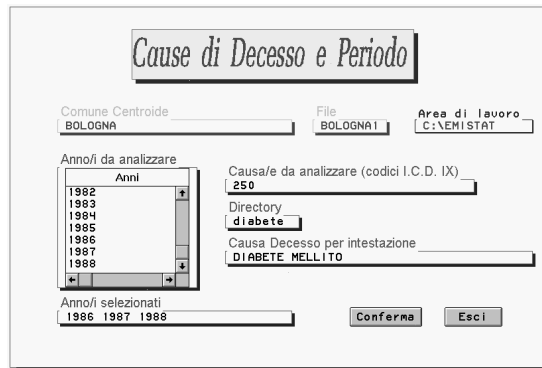 Cause di Decesso e Periodo
Comune Centroide
BOLOGNA
File
BOLOGNA1
Area di lavoro
C:\EMISTAT
Anno/i da analizzare
Anni
1982
1983
1984
1985
1986
1987
1988
Causa/e da analizzare (codici I.C.D. IX)
250
Directory
diabete
Causa Decesso per intestazione
DIABETE MELLITO
Anno/i selezionati
1986 1987 1988
Conferma
Esci